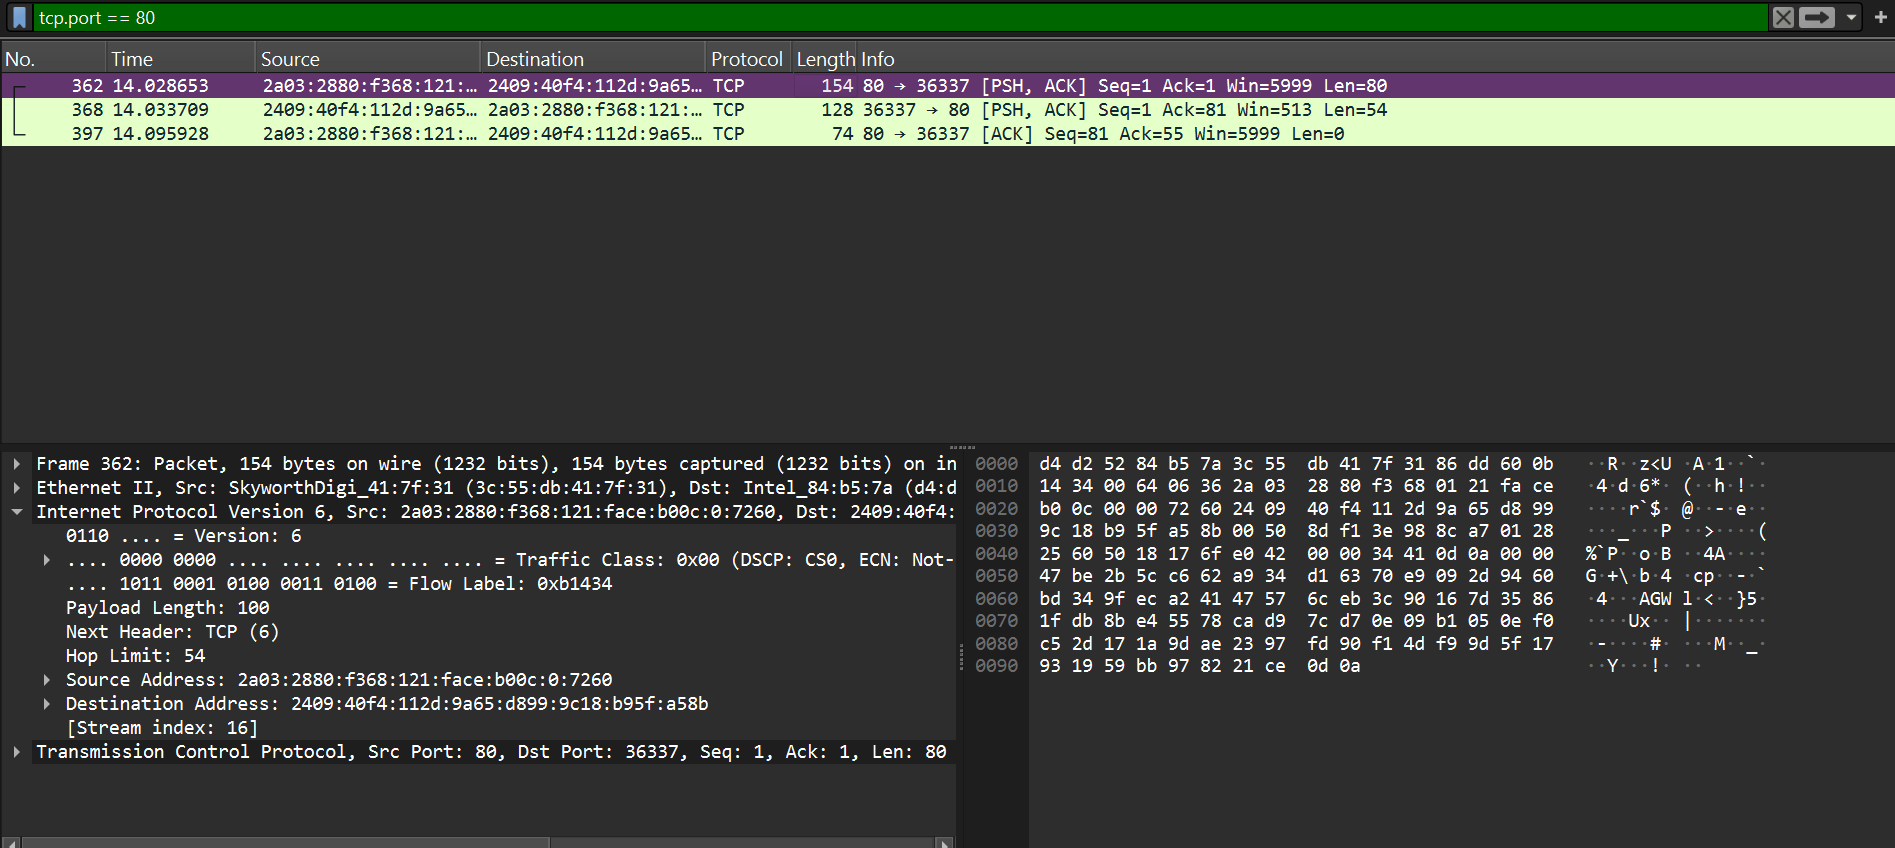 tcp.port == 80
No. Time Source Destination Protocol Length Info
362 14.028653 2a03:2880:f368:121:… 2409:40f4:112d:9a65… TCP 154 80 → 36337 [PSH, ACK] Seq=1 Ack=1 Win=5999 Len=80
368 14.033709 2409:40f4:112d:9a65… 2a03:2880:f368:121:… TCP 128 36337 → 80 [PSH, ACK] Seq=1 Ack=81 Win=513 Len=54
397 14.095928 2a03:2880:f368:121:… 2409:40f4:112d:9a65… TCP 74 80 → 36337 [ACK] Seq=81 Ack=55 Win=5999 Len=0
Frame 362: Packet, 154 bytes on wire (1232 bits), 154 bytes captured (1232 bits) on in
Ethernet II, Src: SkyworthDigi_41:7f:31 (3c:55:db:41:7f:31), Dst: Intel_84:b5:7a (d4:d
Internet Protocol Version 6, Src: 2a03:2880:f368:121:face:b00c:0:7260, Dst: 2409:40f4:
0110 .... = Version: 6
.... 0000 0000 .... .... .... .... .... = Traffic Class: 0x00 (DSCP: CS0, ECN: Not-
.... 1011 0001 0100 0011 0100 = Flow Label: 0xb1434
Payload Length: 100
Next Header: TCP (6)
Hop Limit: 54
Source Address: 2a03:2880:f368:121:face:b00c:0:7260
Destination Address: 2409:40f4:112d:9a65:d899:9c18:b95f:a58b
[Stream index: 16]
Transmission Control Protocol, Src Port: 80, Dst Port: 36337, Seq: 1, Ack: 1, Len: 80
0000 d4 d2 52 84 b5 7a 3c 55 db 41 7f 31 86 dd 60 0b ··R··z<U ·A·1··`·
0010 14 34 00 64 06 36 2a 03 28 80 f3 68 01 21 fa ce ·4·d·6*· (··h·!··
0020 b0 0c 00 00 72 60 24 09 40 f4 11 2d 9a 65 d8 99 ····r`$· @··-·e··
0030 9c 18 b9 5f a5 8b 00 50 8d f1 3e 98 8c a7 01 28 ···_···P ··>····(
0040 25 60 50 18 17 6f e0 42 00 00 34 41 0d 0a 00 00 %`P··o·B ··4A····
0050 47 be 2b 5c c6 62 a9 34 d1 63 70 e9 09 2d 94 60 G·+\·b·4 ·cp··-·`
0060 bd 34 9f ec a2 41 47 57 6c eb 3c 90 16 7d 35 86 ·4···AGW l·<··}5·
0070 1f db 8b e4 55 78 ca d9 7c d7 0e 09 b1 05 0e f0 ····Ux·· |·······
0080 c5 2d 17 1a 9d ae 23 97 fd 90 f1 4d f9 9d 5f 17 ·-····#· ···M··_·
0090 93 19 59 bb 97 82 21 ce 0d 0a ··Y···!· ··